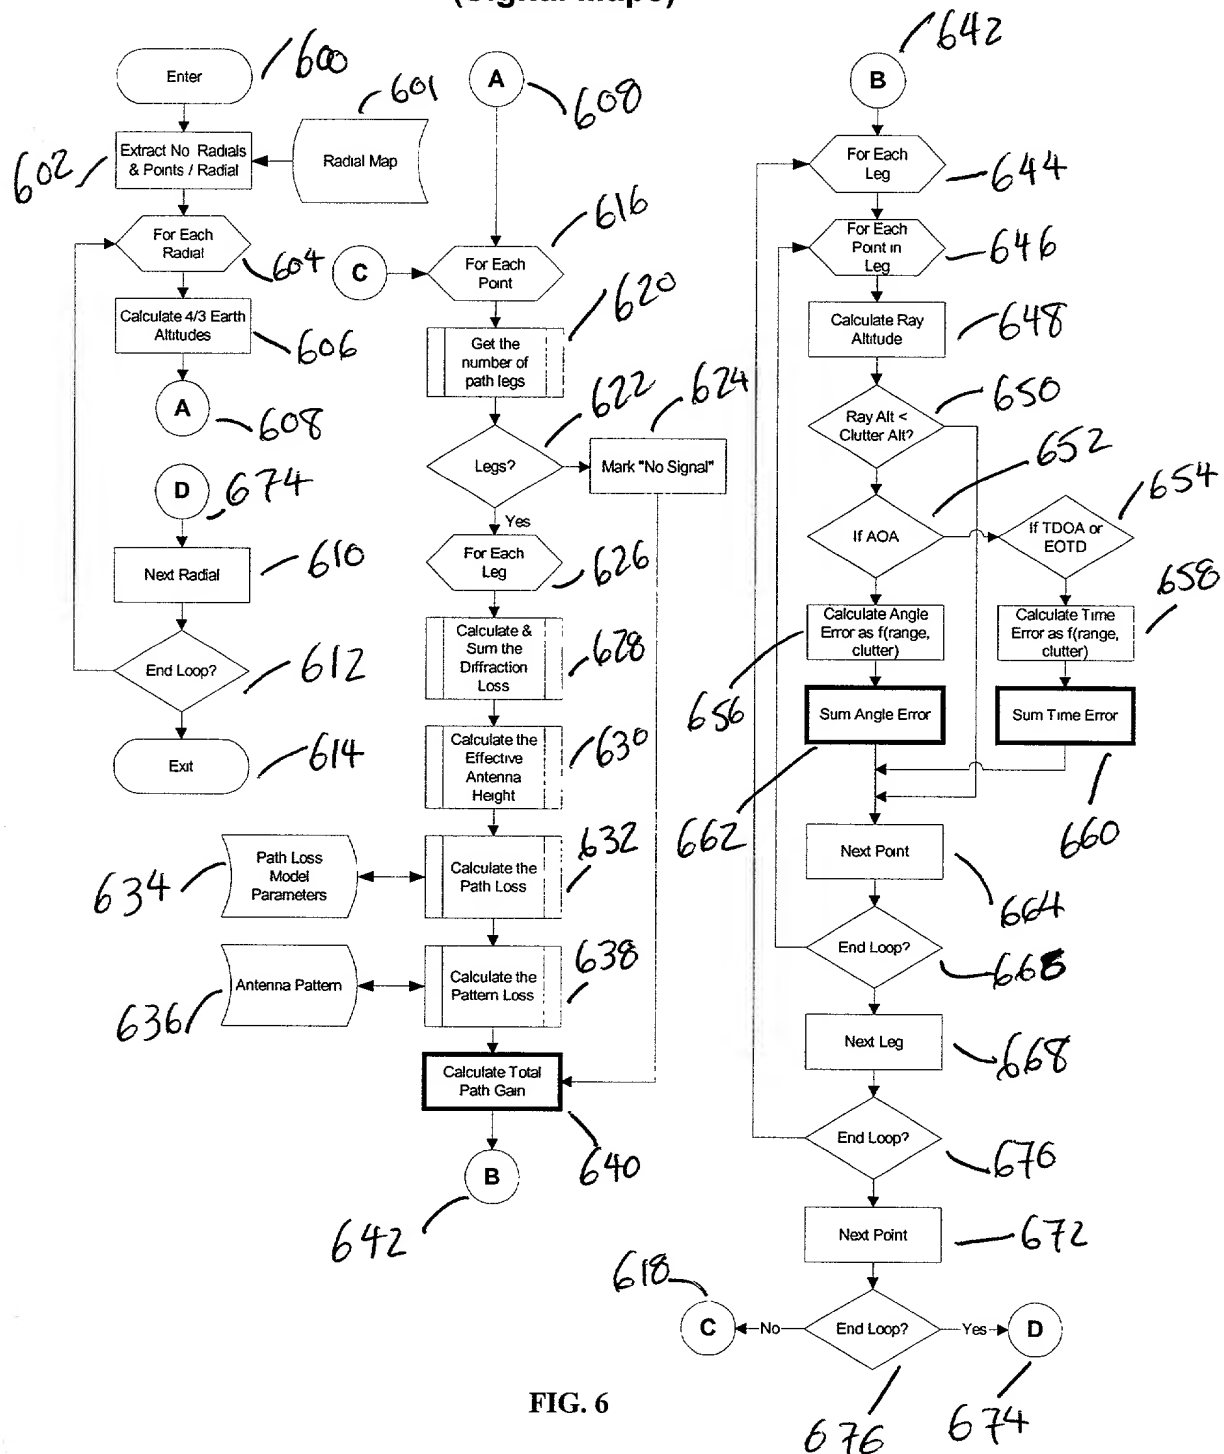 (Digital Maps)
Enter
600
Extract No Radials
& Points / Radial
602
601
Radial Map
For Each
Radial
604
Calculate 4/3 Earth
Altitudes
606
A
608
D
674
Next Radial
610
End Loop?
612
Exit
614
A
608
C
For Each
Point
616
Get the
number of
path legs
620
Legs?
622
Mark "No Signal"
624
Yes
For Each
Leg
626
Calculate &
Sum the
Diffraction
Loss
628
Calculate the
Effective
Antenna
Height
630
Path Loss
Model
Parameters
634
Calculate the
Path Loss
632
Antenna Pattern
636
Calculate the
Pattern Loss
638
Calculate Total
Path Gain
640
B
642
B
642
For Each
Leg
644
For Each
Point in
Leg
646
Calculate Ray
Altitude
648
Ray Alt <
Clutter Alt?
650
If AOA
652
If TDOA or
EOTD
654
Calculate Angle
Error as f(range,
clutter)
656
Calculate Time
Error as f(range,
clutter)
658
Sum Angle Error
662
Sum Time Error
660
Next Point
664
End Loop?
Next Leg
668
End Loop?
676
Next Point
672
618
C
No
End Loop?
Yes
D
676
674
FIG. 6